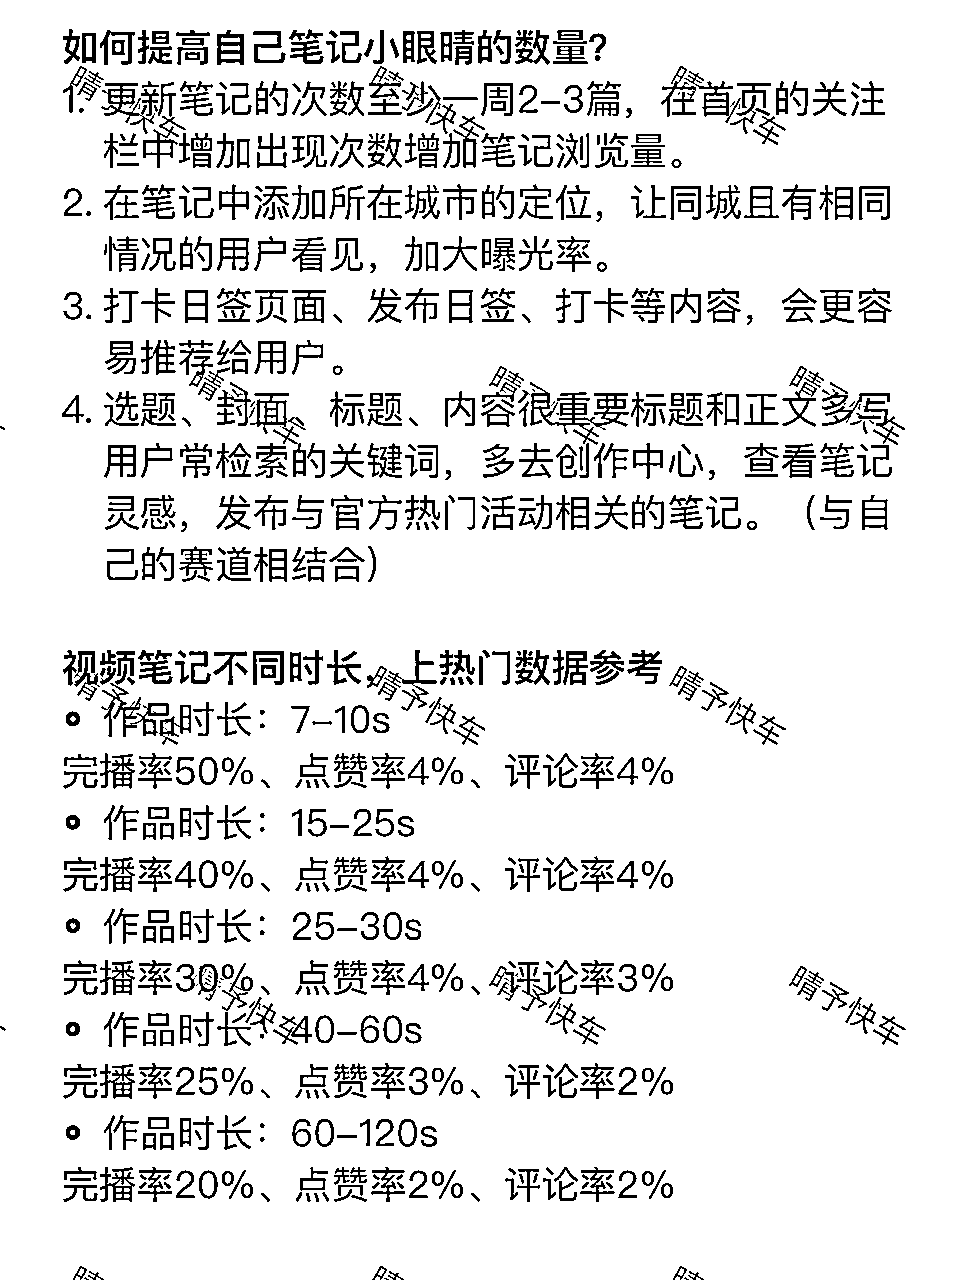 如何提高自己笔记小眼睛的数量？
1. 更新笔记的次数至少一周2-3篇，在首页的关注
栏中增加出现次数增加笔记浏览量。
2. 在笔记中添加所在城市的定位，让同城且有相同
情况的用户看见，加大曝光率。
3. 打卡日签页面、发布日签、打卡等内容，会更容
易推荐给用户。
4. 选题、封面、标题、内容很重要标题和正文多写
用户常检索的关键词，多去创作中心，查看笔记
灵感，发布与官方热门活动相关的笔记。（与自
己的赛道相结合）
视频笔记不同时长，上热门数据参考
• 作品时长：7-10s
完播率50%、点赞率4%、评论率4%
• 作品时长：15-25s
完播率40%、点赞率4%、评论率4%
• 作品时长：25-30s
完播率30%、点赞率4%、评论率3%
• 作品时长：40-60s
完播率25%、点赞率3%、评论率2%
• 作品时长：60-120s
完播率20%、点赞率2%、评论率2%
晴予快车
晴予快车
晴予快车
晴予快车
晴予快车
晴予快车
晴予快车
晴予快车
晴予快车
晴予快车
晴予快车
晴予快车